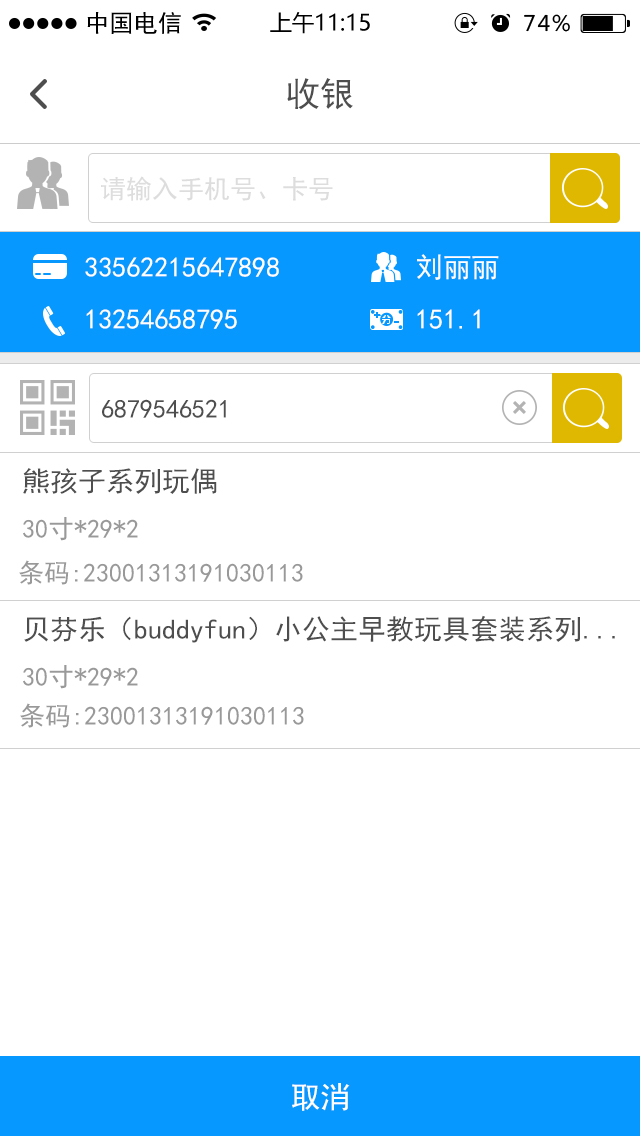 中国电信 上午11:15 74%
收银
请输入手机号、卡号
33562215647898 刘丽丽
13254658795 151.1
6879546521
熊孩子系列玩偶
30寸*29*2
条码:23001313191030113
贝芬乐（buddyfun）小公主早教玩具套装系列...
30寸*29*2
条码:23001313191030113
取消